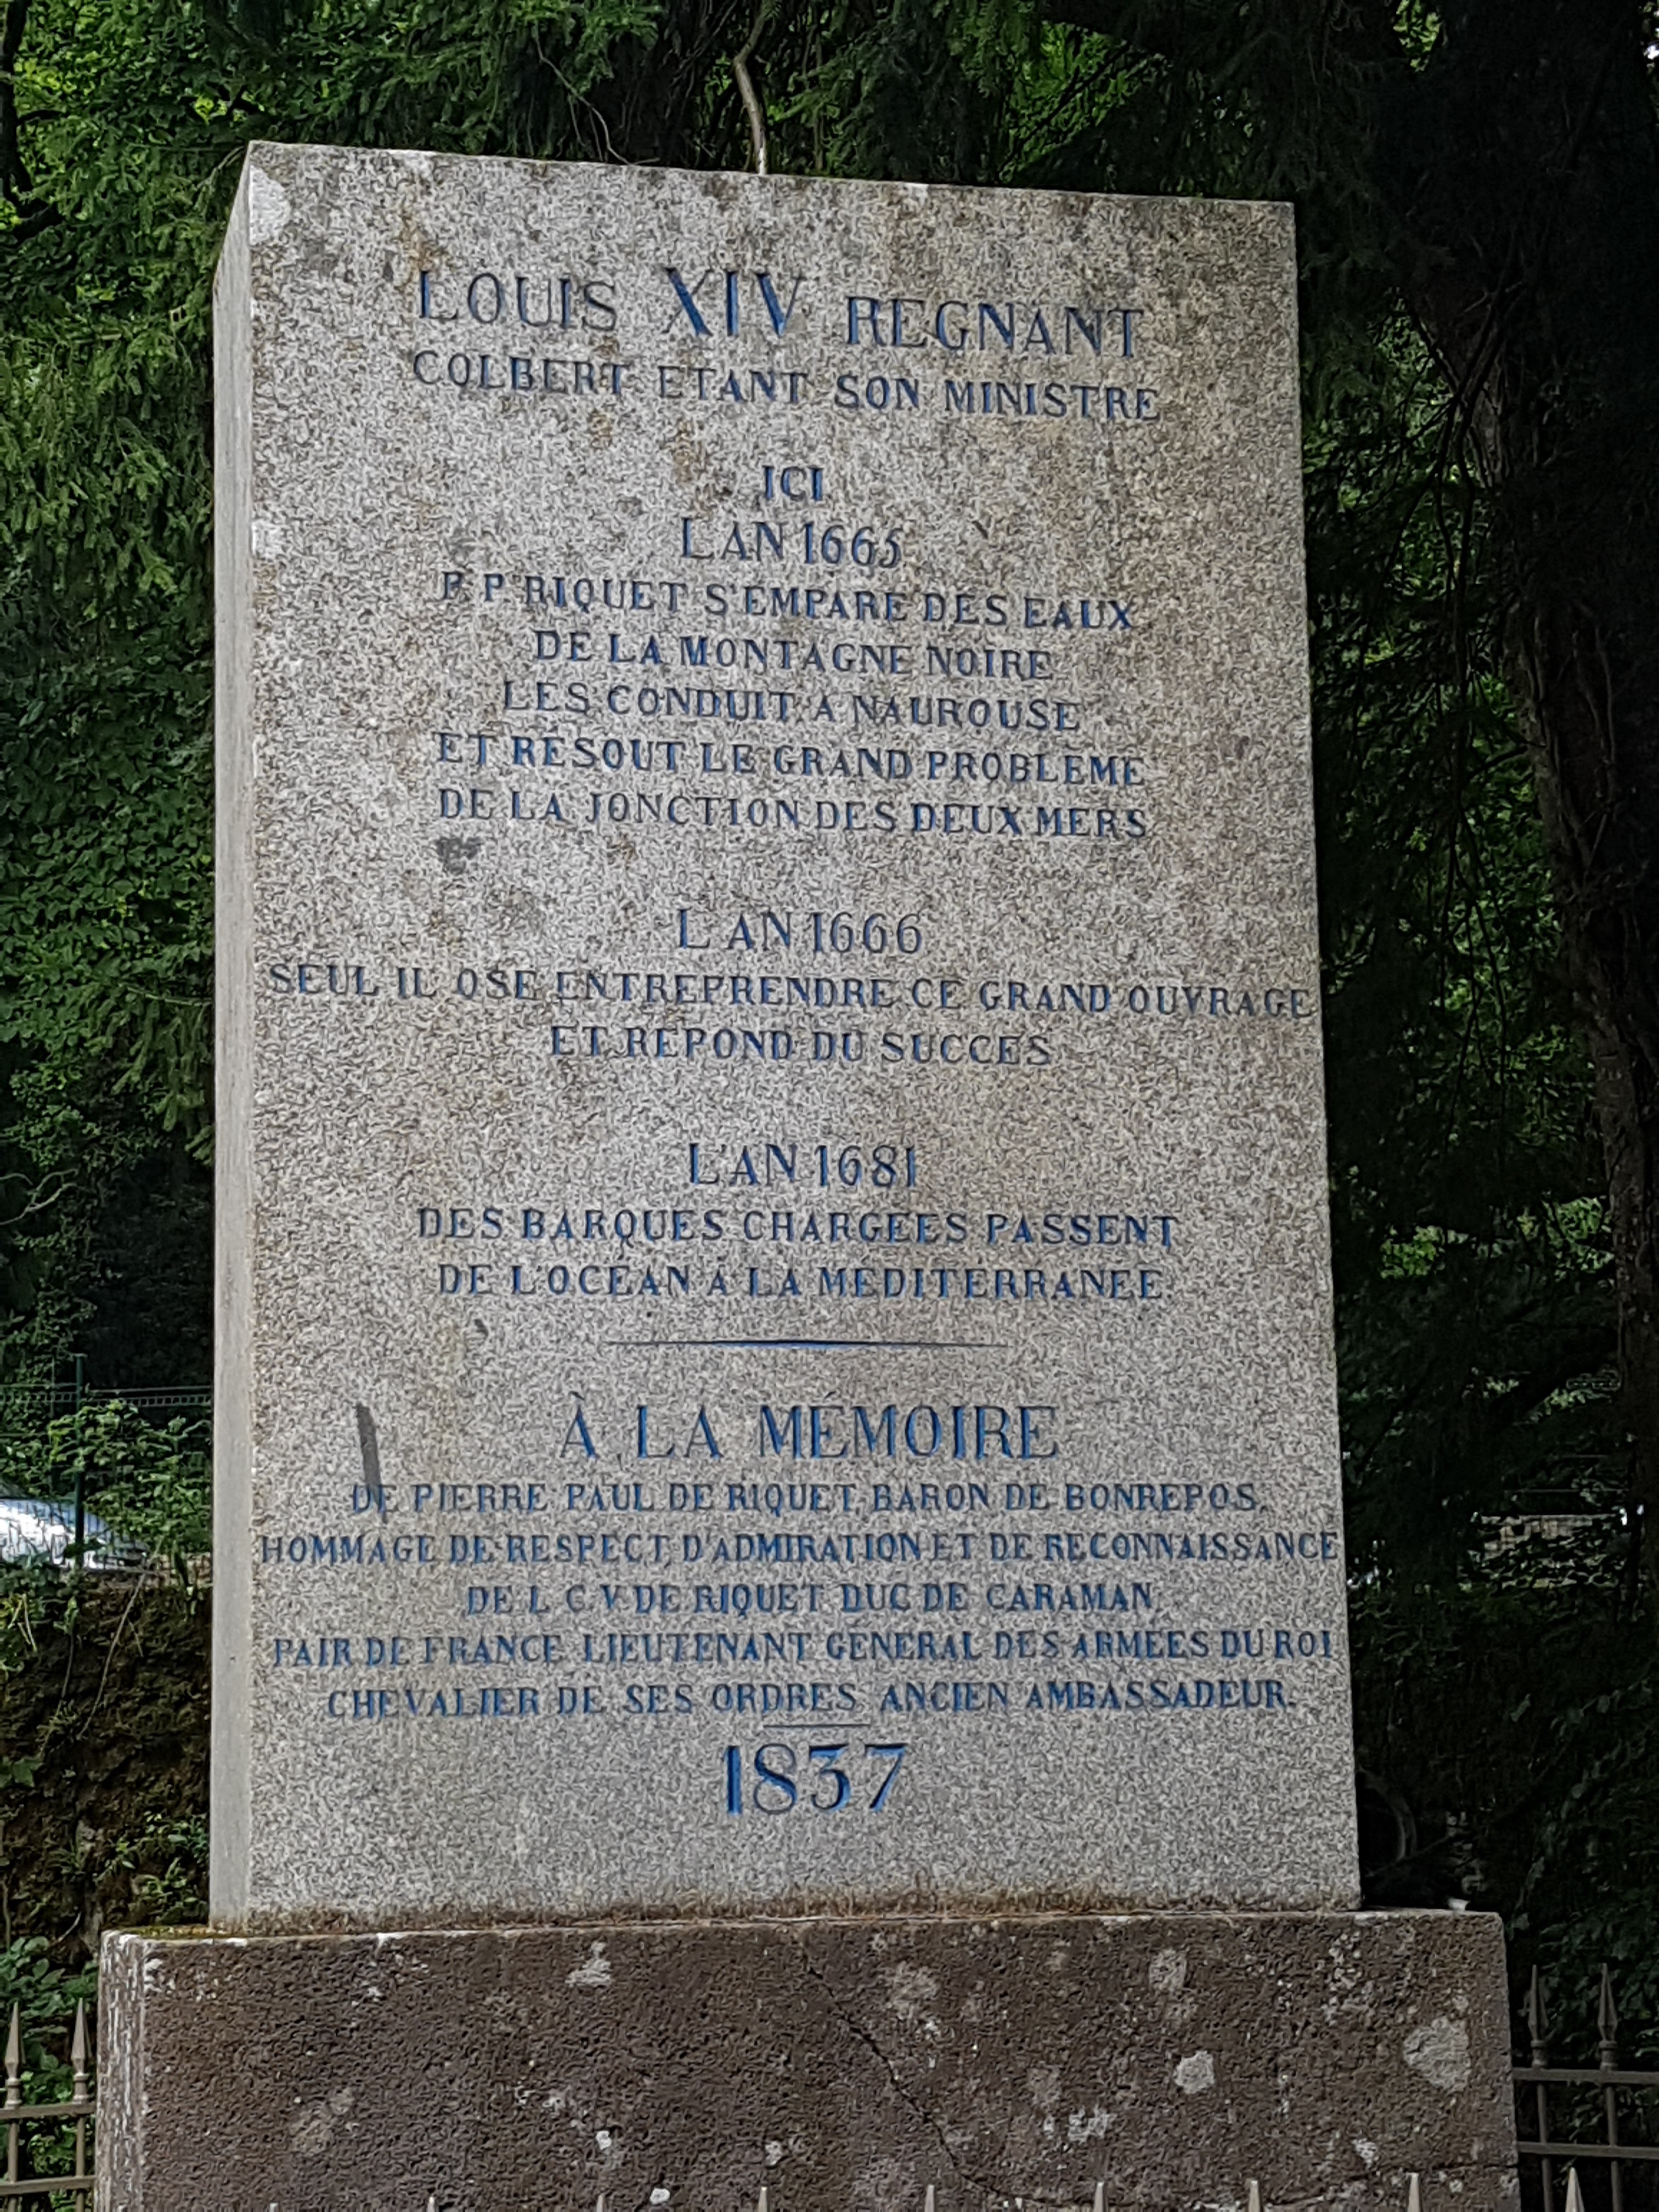 LOUIS XIV REGNANT
COLBERT ETANT SON MINISTRE
ICI
L AN 1665
P. P. RIQUET S'EMPARE DES EAUX
DE LA MONTAGNE NOIRE
LES CONDUIT A NAUROUSE
ET RESOUT LE GRAND PROBLEME
DE LA JONCTION DES DEUX MERS
L AN 1666
SEUL IL OSE ENTREPRENDRE CE GRAND OUVRAGE
ET REPOND DU SUCCES
L'AN 1681
DES BARQUES CHARGEES PASSENT
DE L'OCEAN À LA MEDITERRANEE.
À LA MÉMOIRE
DE PIERRE PAUL DE RIQUET, BARON DE BONREPOS,
HOMMAGE DE RESPECT, D'ADMIRATION ET DE RECONNAISSANCE
DE L. C. V. DE RIQUET DUC DE CARAMAN
PAIR DE FRANCE LIEUTENANT GENERAL DES ARMEES DU ROI
CHEVALIER DE SES ORDRES ANCIEN AMBASSADEUR.
1837